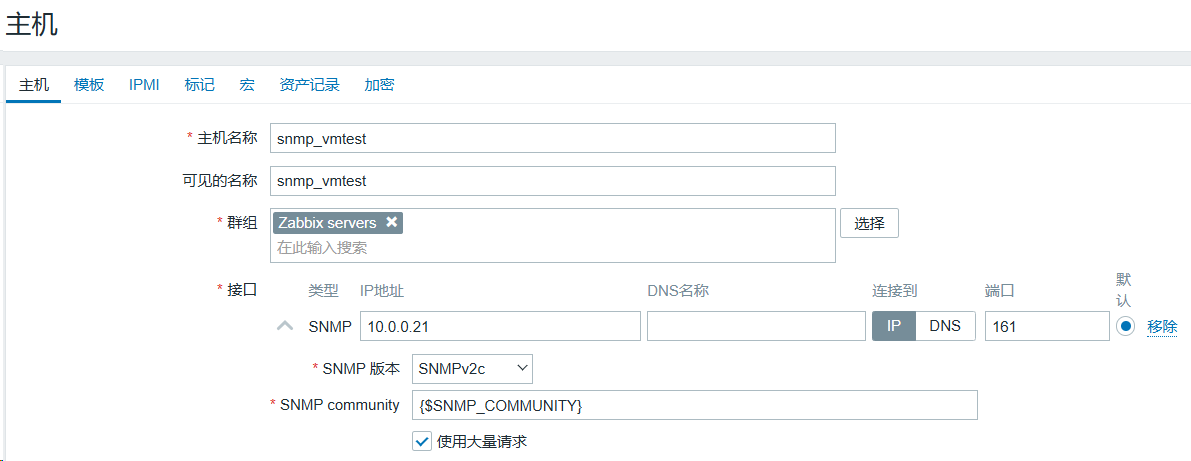 主机
主机 模板 IPMI 标记 宏 资产记录 加密
* 主机名称 snmp_vmtest
可见的名称 snmp_vmtest
* 群组 Zabbix servers 选择
在此输入搜索
* 接口 类型 IP地址 DNS名称 连接到 端口 默认
SNMP 10.0.0.21 IP DNS 161 移除
* SNMP 版本 SNMPv2c
* SNMP community {$SNMP_COMMUNITY}
使用大量请求